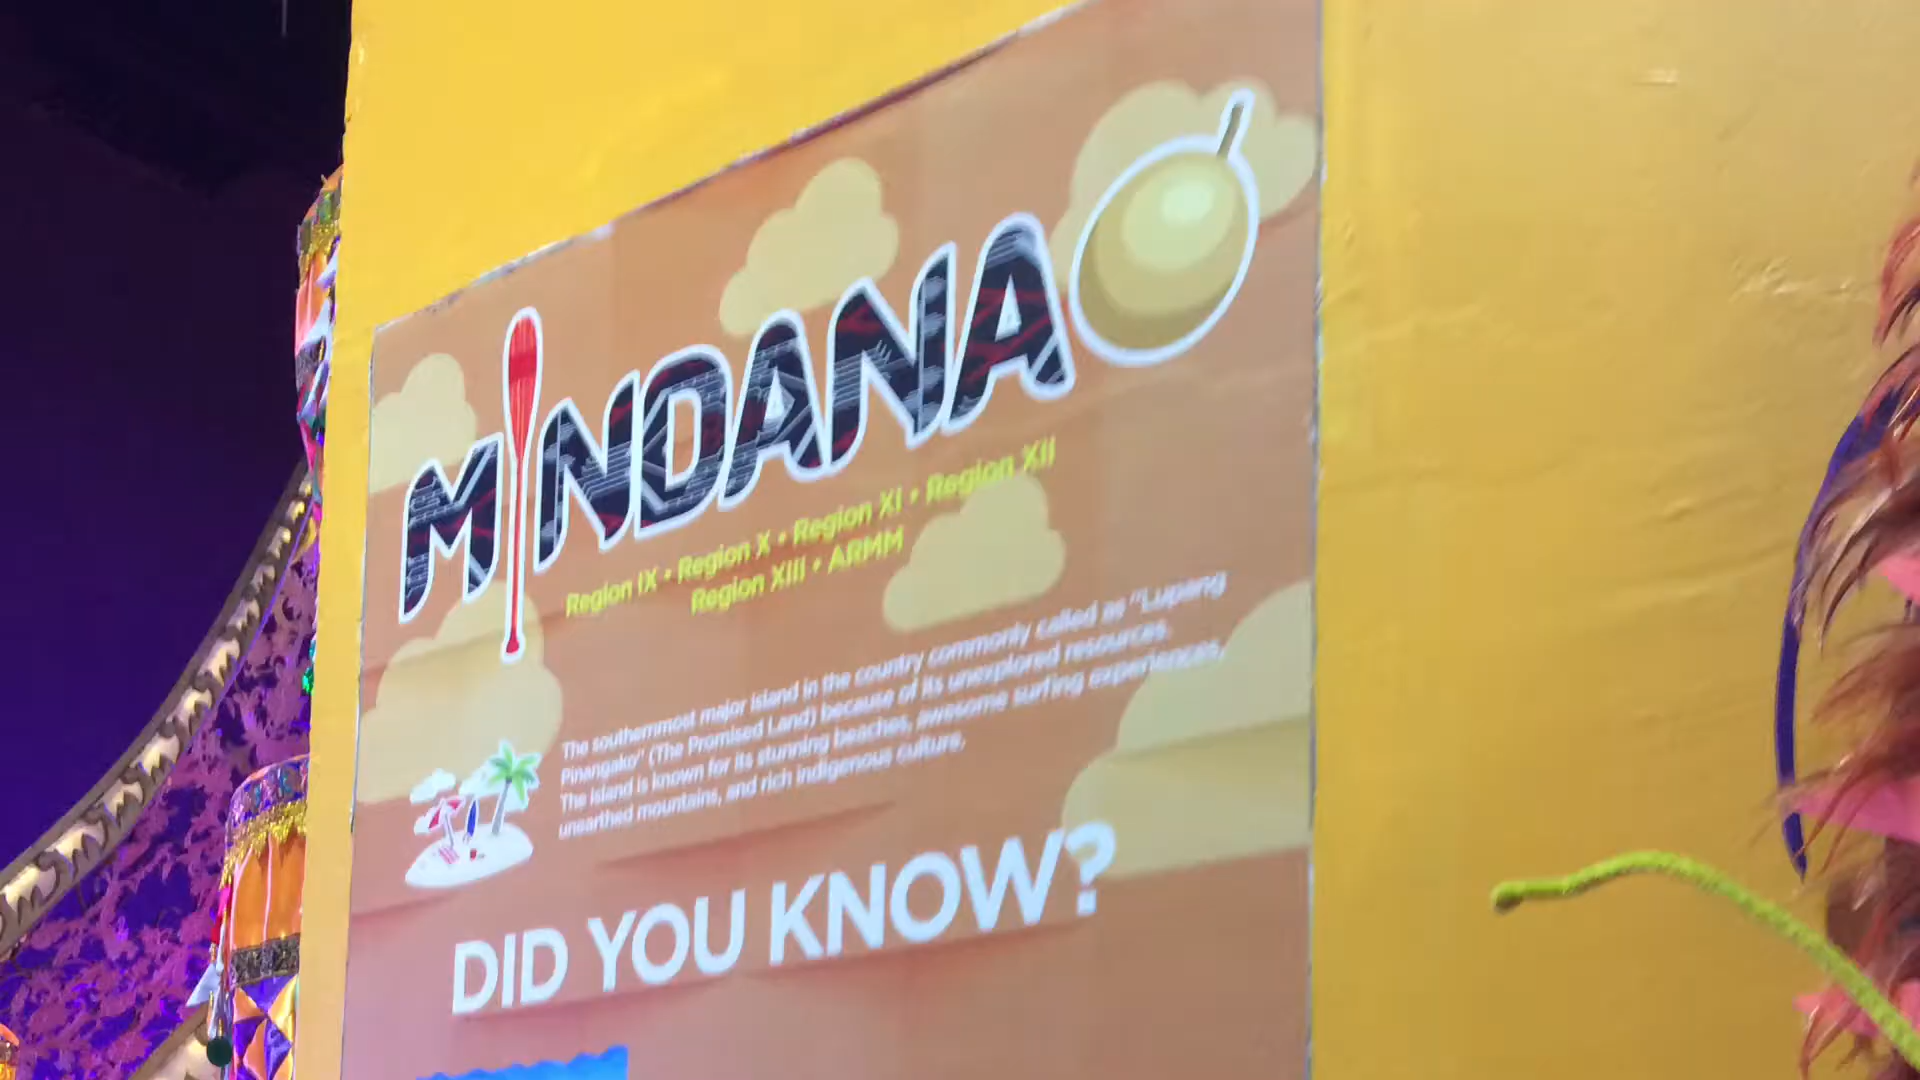 MINDANAO
Region IX • Region X • Region XI • Region XII
Region XIII • ARMM
The southernmost major island in the country commonly called as "Lupang
Pinangako" (The Promised Land) because of its unexplored resources.
The island is known for its stunning beaches, awesome surfing experiences,
unearthed mountains, and rich indigenous culture.
DID YOU KNOW?